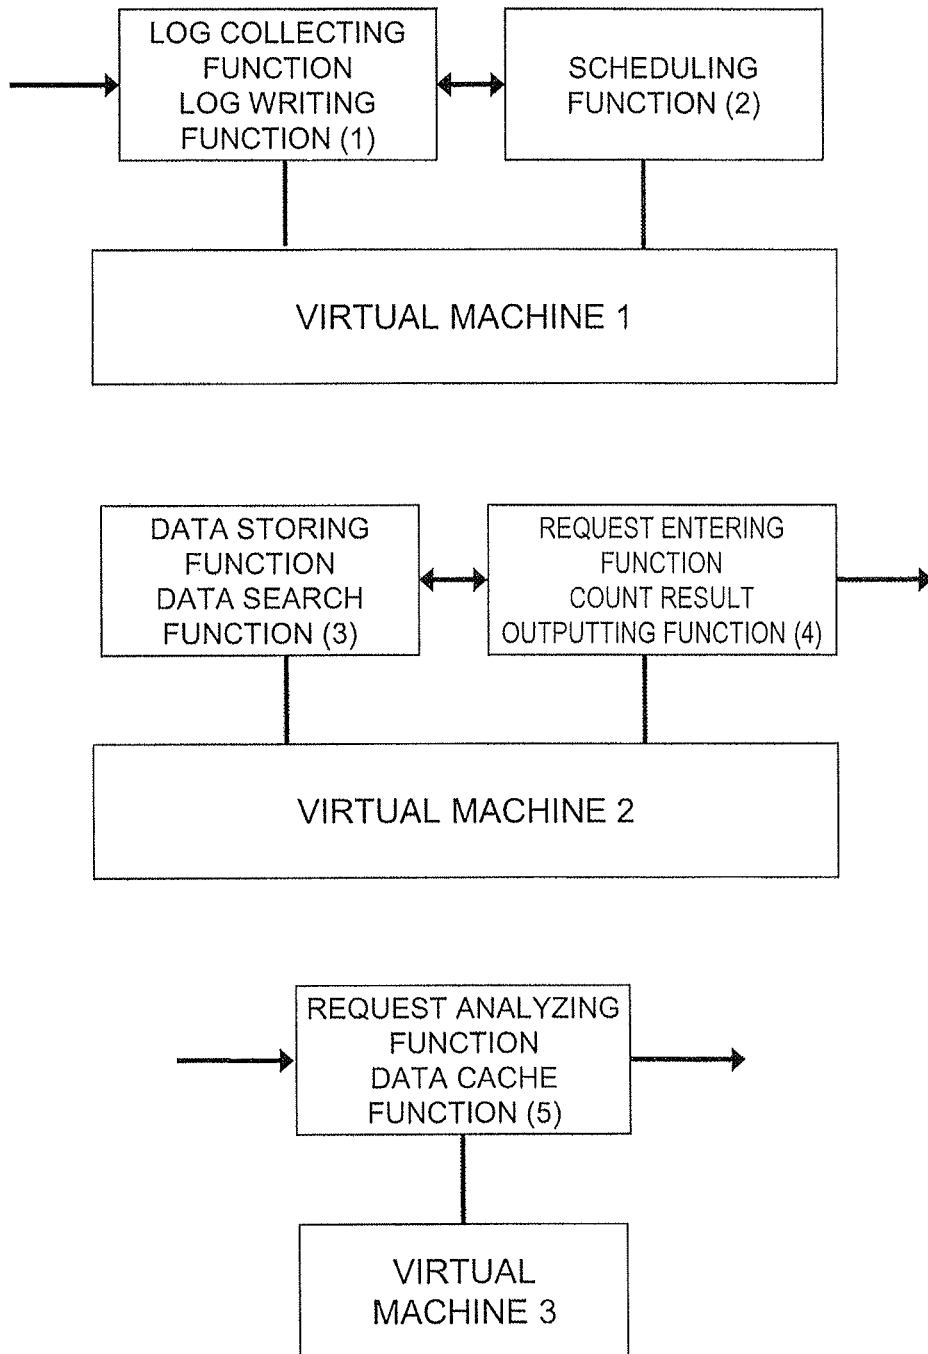 LOG COLLECTING
FUNCTION
LOG WRITING
FUNCTION (1)
SCHEDULING
FUNCTION (2)
VIRTUAL MACHINE 1
DATA STORING
FUNCTION
DATA SEARCH
FUNCTION (3)
REQUEST ENTERING
FUNCTION
COUNT RESULT
OUTPUTTING FUNCTION (4)
VIRTUAL MACHINE 2
REQUEST ANALYZING
FUNCTION
DATA CACHE
FUNCTION (5)
VIRTUAL
MACHINE 3